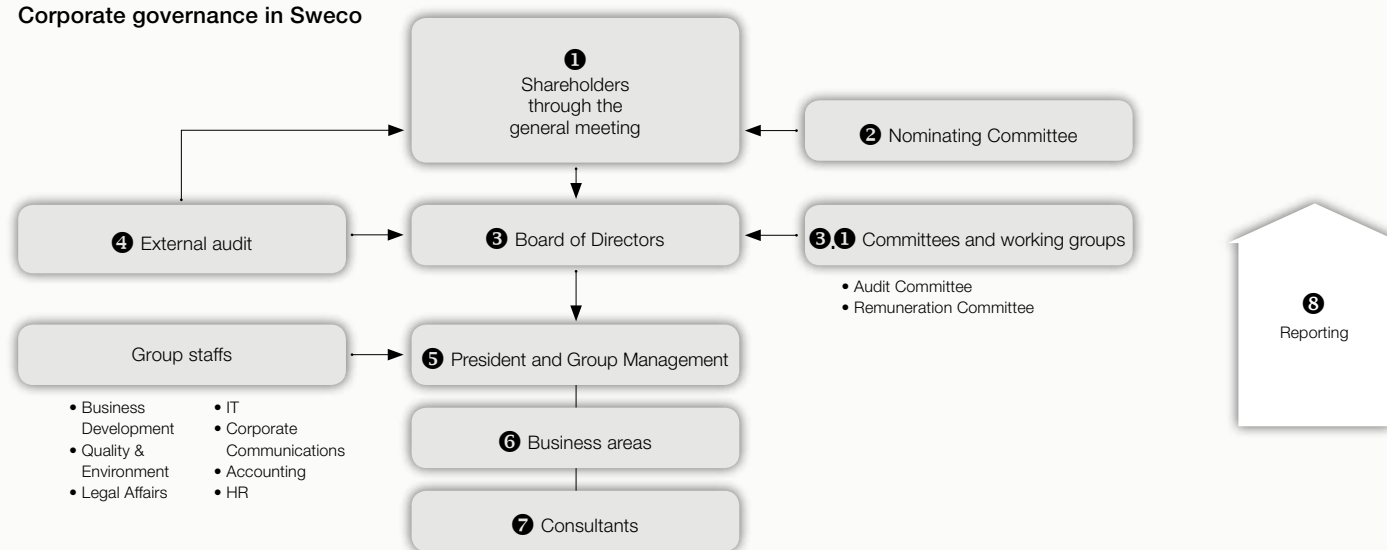 Corporate governance in Sweco
❶
Shareholders
through the
general meeting
❷ Nominating Committee
❹ External audit
❸ Board of Directors
❸.❶ Committees and working groups
• Audit Committee
• Remuneration Committee
❽
Reporting
Group staffs
❺ President and Group Management
• Business
Development
• Quality &
Environment
• Legal Affairs
• IT
• Corporate
Communications
• Accounting
• HR
❻ Business areas
❼ Consultants